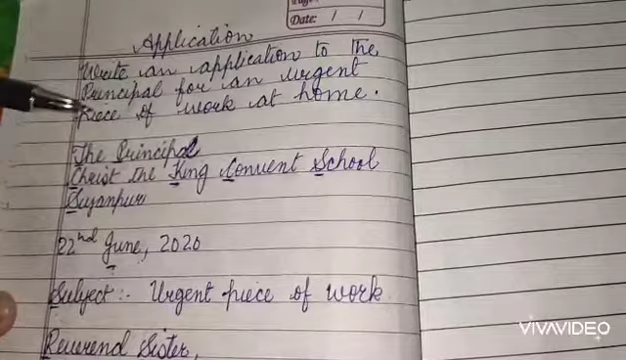 Date: / /
Application
Write an application to the
Principal for an urgent
Piece of work at home.
The Principal
Christ the King Convent School
Sujanpur
22nd June, 2020
Subject:- Urgent piece of work
Reverend Sister,
VIVAVIDEO